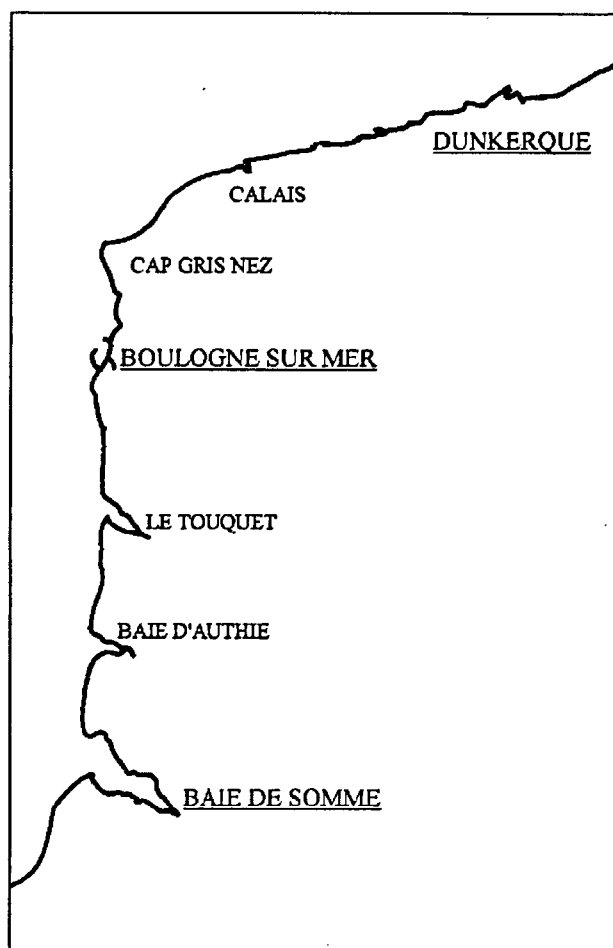 DUNKERQUE
CALAIS
CAP GRIS NEZ
BOULOGNE SUR MER
LE TOUQUET
BAIE D'AUTHIE
BAIE DE SOMME